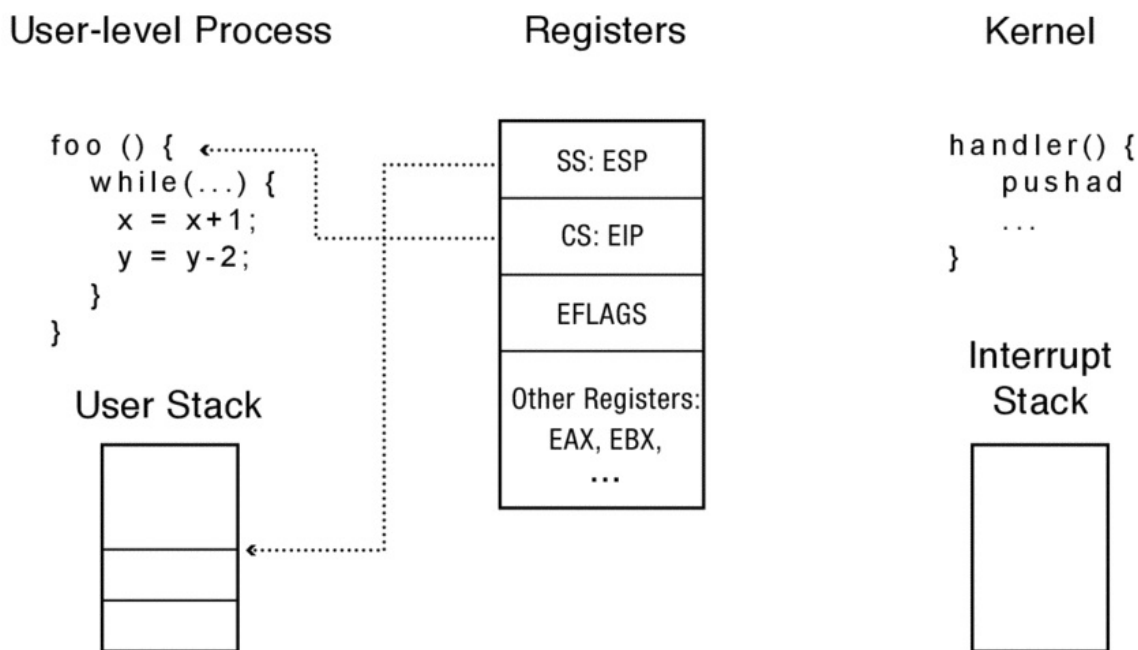 User-level Process
Registers
Kernel
foo () {
while(...) {
x = x+1;
y = y-2;
}
}
User Stack
SS: ESP
CS: EIP
EFLAGS
Other Registers:
EAX, EBX,
...
handler() {
pushad
...
}
Interrupt
Stack